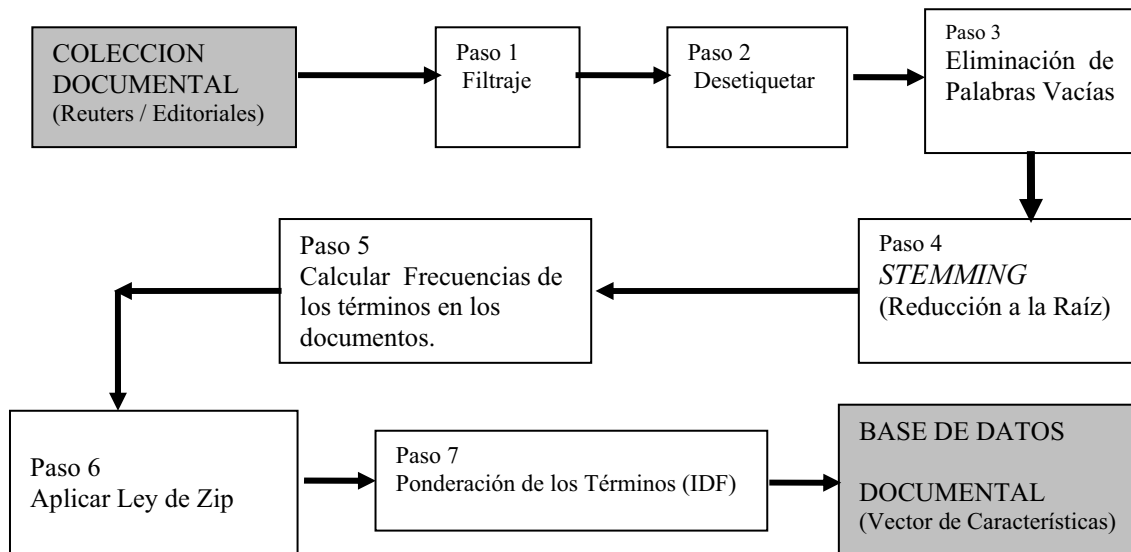 COLECCION
DOCUMENTAL
(Reuters / Editoriales)
Paso 1
Filtraje
Paso 2
Desetiquetar
Paso 3
Eliminación de
Palabras Vacías
Paso 4
STEMMING
(Reducción a la Raíz)
Paso 5
Calcular Frecuencias de
los términos en los
documentos.
Paso 6
Aplicar Ley de Zip
Paso 7
Ponderación de los Términos (IDF)
BASE DE DATOS
DOCUMENTAL
(Vector de Características)